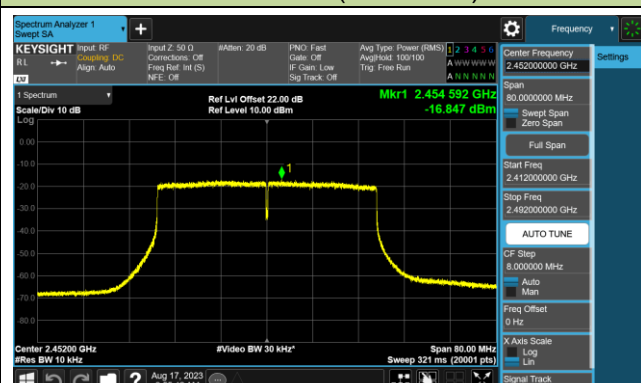 Spectrum Analyzer 1
Swept SA
+
Frequency
KEYSIGHT
RL
LXI
Input: RF
Coupling: DC
Align: Auto
Input Z: 50 Ω
Corrections: Off
Freq Ref: Int (S)
NFE: Off
#Atten: 20 dB
PNO: Fast
Gate: Off
IF Gain: Low
Sig Track: Off
Avg Type: Power (RMS)
Avg|Hold: 100/100
Trig: Free Run
1 2 3 4 5 6
A W W W W W
A N N N N N
Center Frequency
2.452000000 GHz
Settings
Span
80.0000000 MHz
Swept Span
Zero Span
Full Span
Start Freq
2.412000000 GHz
Stop Freq
2.492000000 GHz
AUTO TUNE
CF Step
8.000000 MHz
Auto
Man
Freq Offset
0 Hz
X Axis Scale
Log
Lin
Signal Track
1 Spectrum
Scale/Div 10 dB
Log
Ref Lvl Offset 22.00 dB
Ref Level 10.00 dBm
Mkr1 2.454 592 GHz
-16.847 dBm
0.00
-10.0
-20.0
-30.0
-40.0
-50.0
-60.0
-70.0
-80.0
1
Center 2.45200 GHz
#Res BW 10 kHz
#Video BW 30 kHz*
Span 80.00 MHz
Sweep 321 ms (20001 pts)
?
Aug 17, 2023